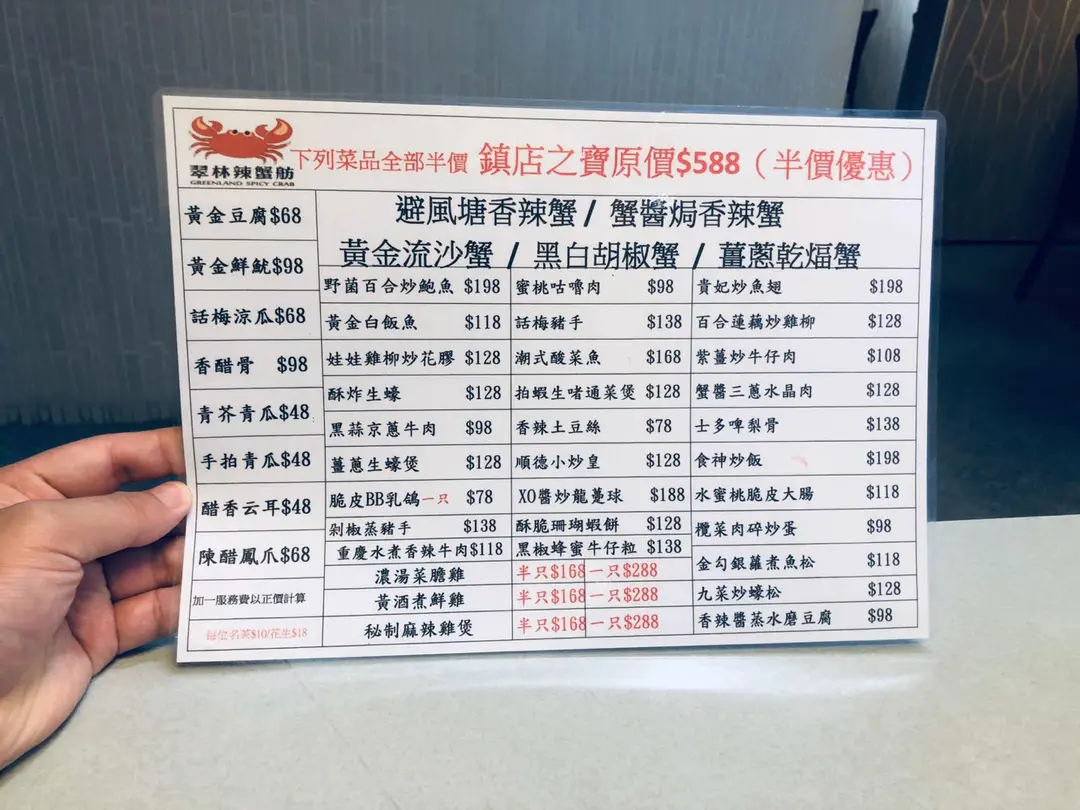 翠林辣蟹舫
GREENLAND SPICY CRAB
下列菜品全部半價 鎮店之寶原價$588（半價優惠）
避風塘香辣蟹 / 蟹醬焗香辣蟹
黃金流沙蟹 / 黑白胡椒蟹 / 薑蔥乾煏蟹
黃金豆腐$68
黃金鮮魷$98
話梅涼瓜$68
香醋骨 $98
青芥青瓜$48
手拍青瓜$48
醋香云耳$48
陳醋鳳爪$68
加一服務費以正價計算
每位名茶$10/花生$18
野菌百合炒鮑魚 $198
黃金白飯魚 $118
娃娃雞柳炒花膠 $128
酥炸生蠔 $128
黑蒜京蔥牛肉 $98
薑蔥生蠔煲 $128
脆皮BB乳鴿一只 $78
剁椒蒸豬手 $138
重慶水煮香辣牛肉$118
蜜桃咕嚕肉 $98
話梅豬手 $138
潮式酸菜魚 $168
拍蝦生啫通菜煲 $128
香辣土豆絲 $78
順德小炒皇 $128
XO醬炒龍躉球 $188
酥脆珊瑚蝦餅 $128
黑椒蜂蜜牛仔粒 $138
濃湯菜膽雞 半只$168 一只$288
黃酒煮鮮雞 半只$168 一只$288
秘制麻辣雞煲 半只$168 一只$288
貴妃炒魚翅 $198
百合蓮藕炒雞柳 $128
紫薑炒牛仔肉 $108
蟹醬三蔥水晶肉 $128
士多啤梨骨 $138
食神炒飯 $198
水蜜桃脆皮大腸 $118
欖菜肉碎炒蛋 $98
金勾銀蘿煮魚松 $118
九菜炒蠔松 $128
香辣醬蒸水磨豆腐 $98